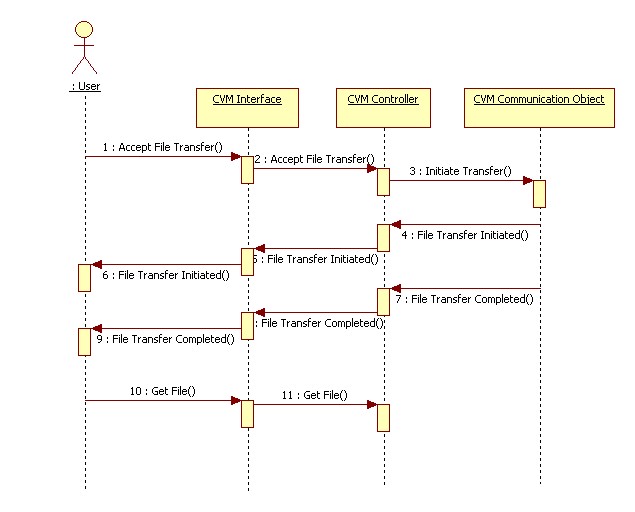 : User
CVM Interface
CVM Controller
CVM Communication Object
1 : Accept File Transfer()
2 : Accept File Transfer()
3 : Initiate Transfer()
4 : File Transfer Initiated()
: File Transfer Initiated()
6 : File Transfer Initiated()
7 : File Transfer Completed()
: File Transfer Completed()
9 : File Transfer Completed()
10 : Get File()
11 : Get File()